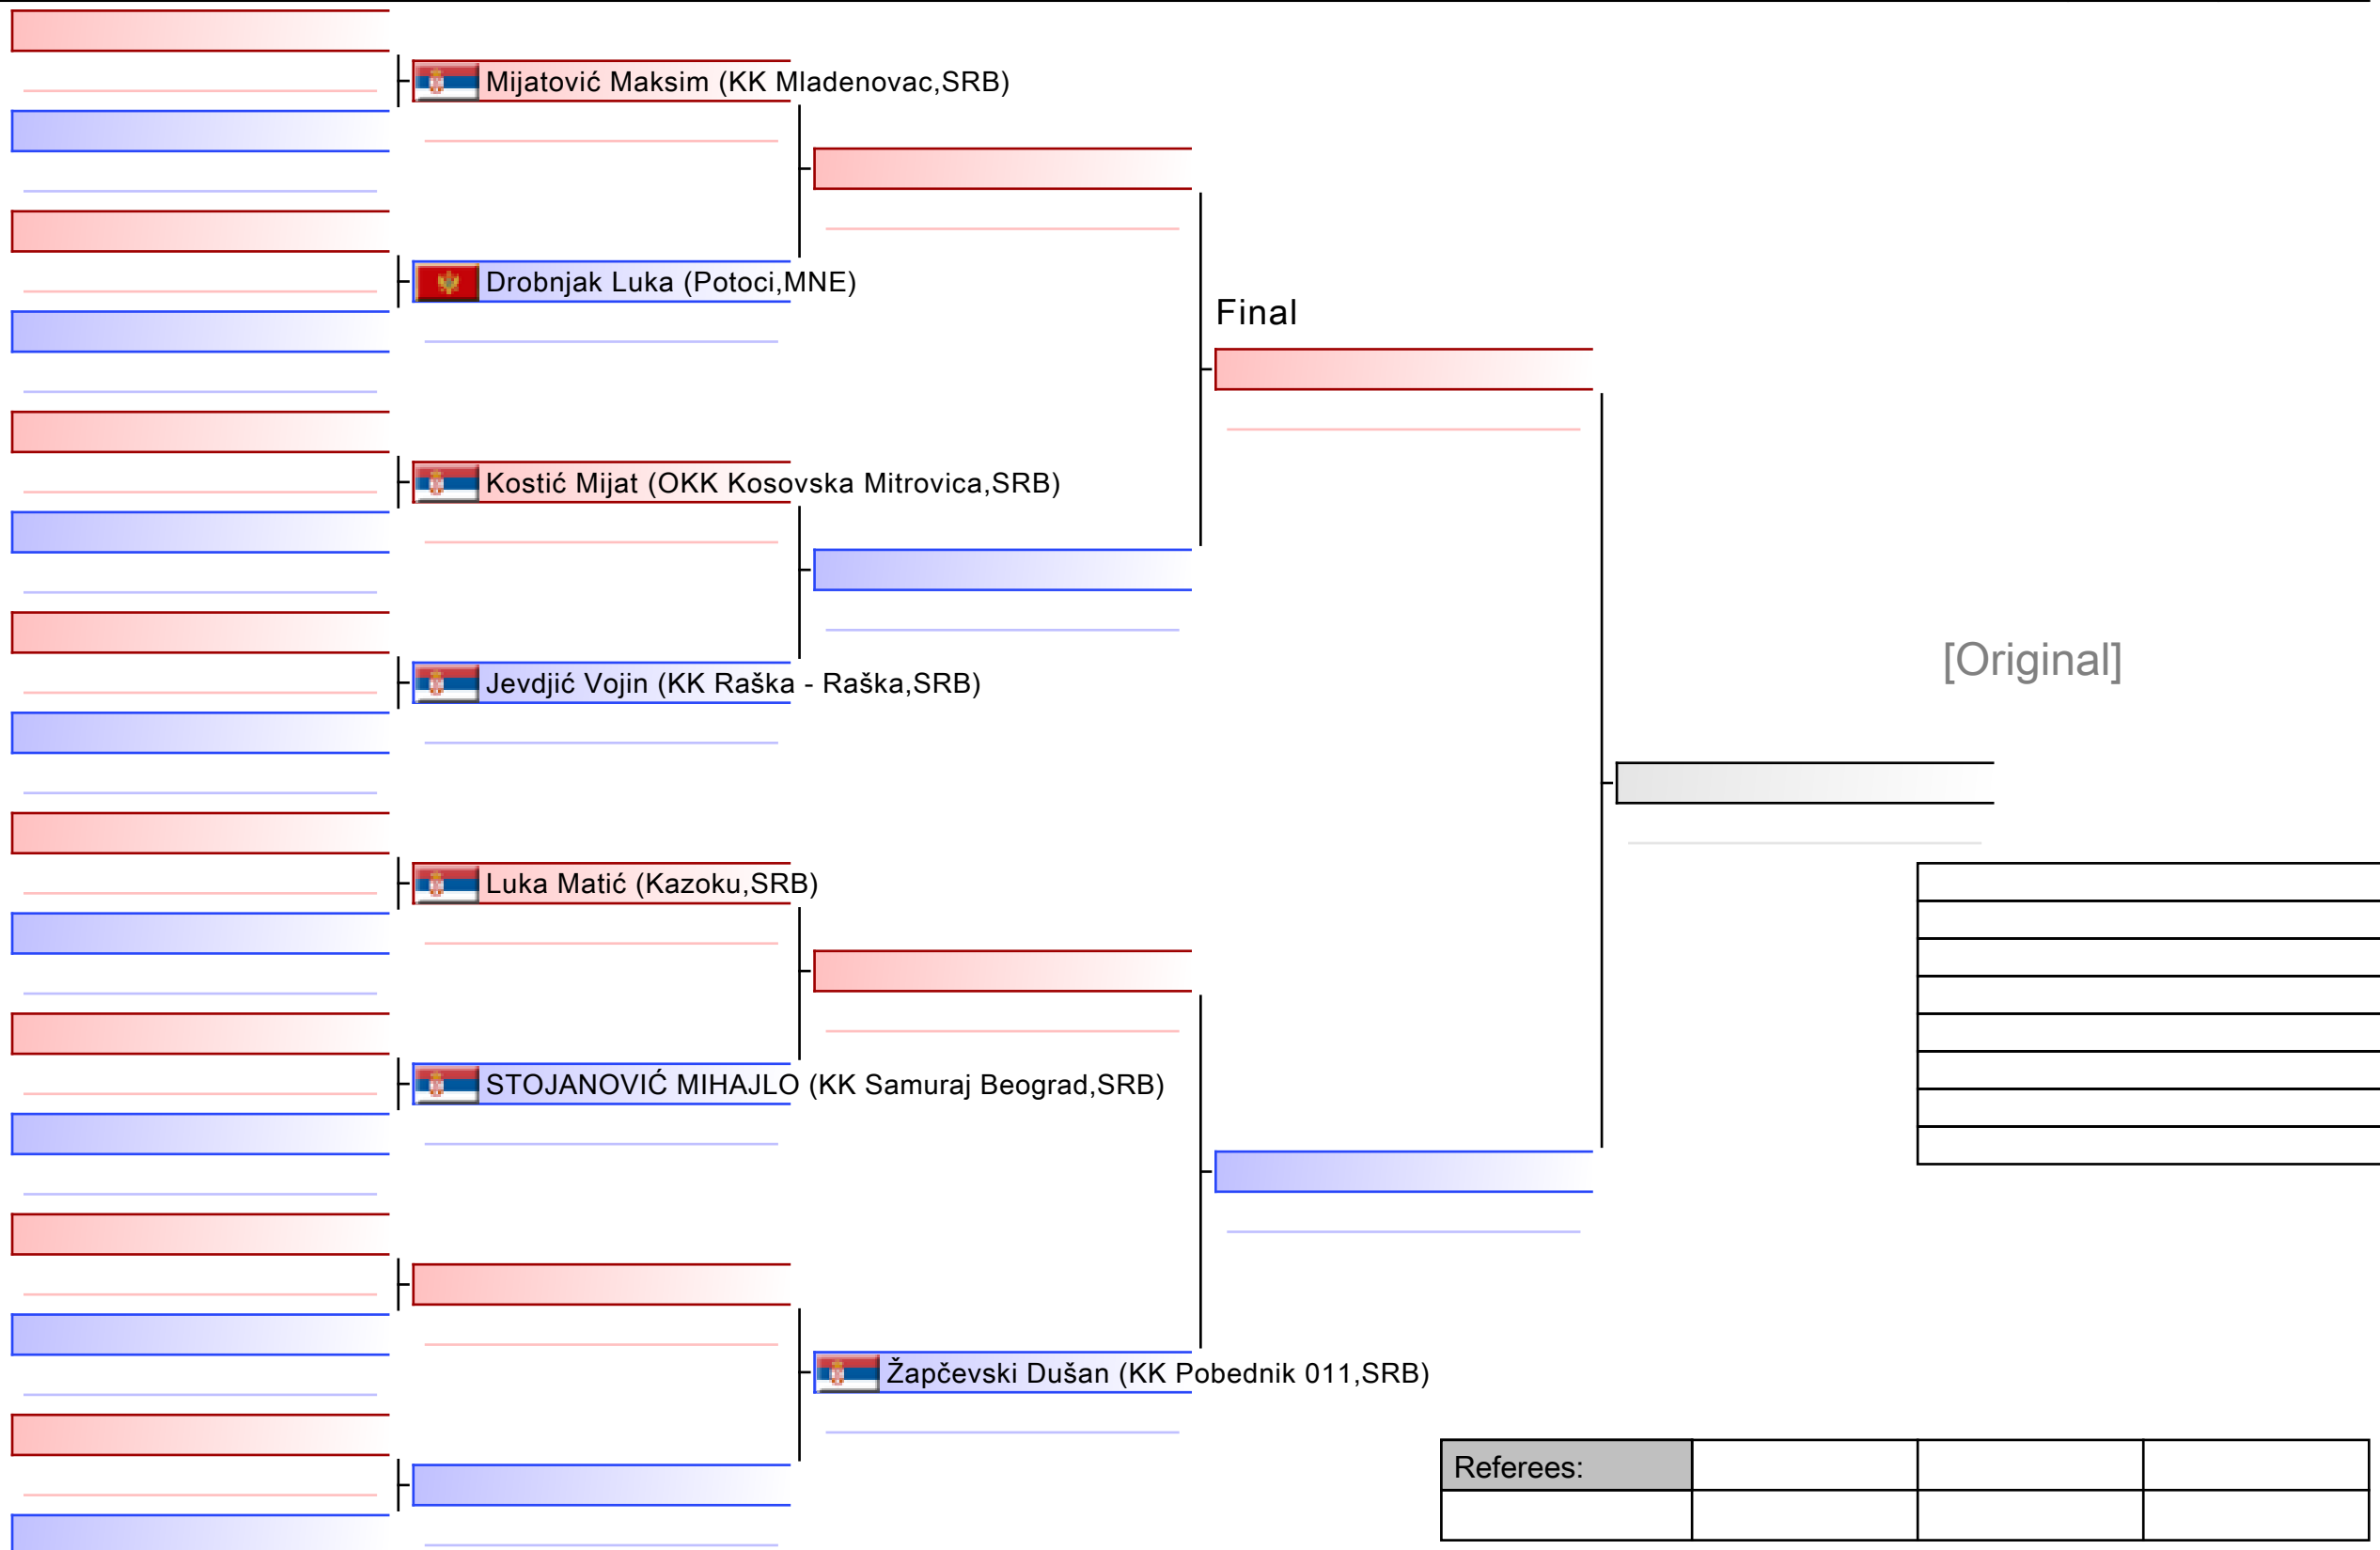 Mijatović Maksim (KK Mladenovac,SRB)
Drobnjak Luka (Potoci,MNE)
Final
Kostić Mijat (OKK Kosovska Mitrovica,SRB)
[Original]
Jevdjić Vojin (KK Raška - Raška,SRB)
Luka Matić (Kazoku,SRB)
STOJANOVIĆ MIHAJLO (KK Samuraj Beograd,SRB)
Žapčevski Dušan (KK Pobednik 011,SRB)
Referees: